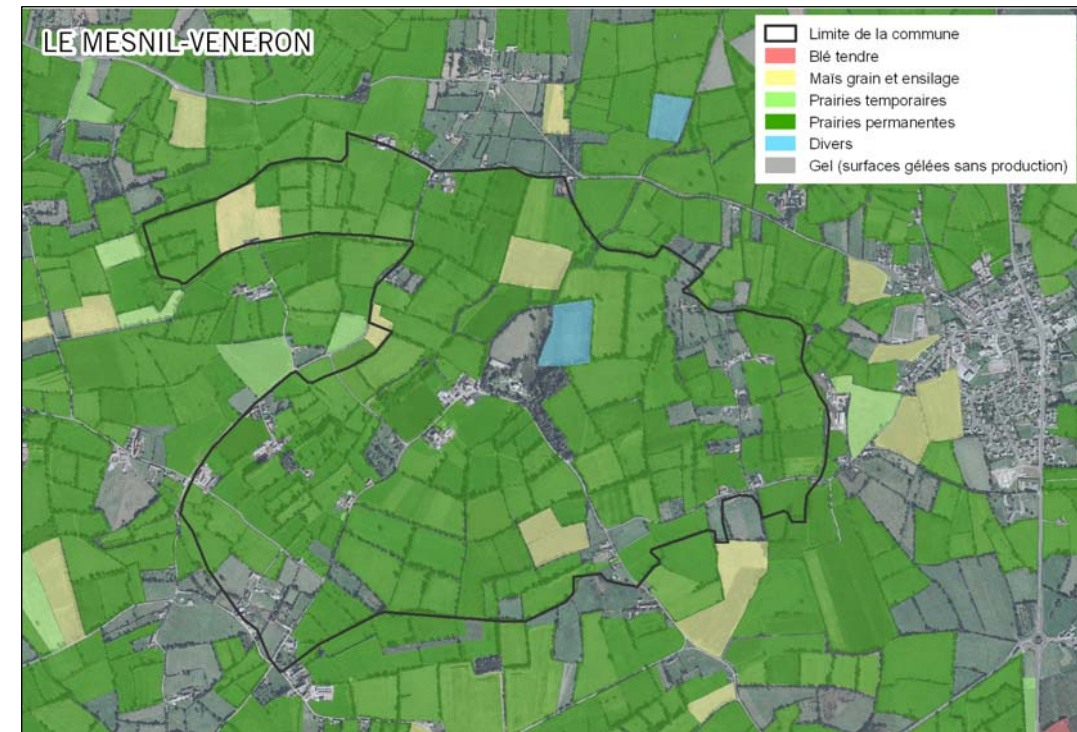 LE MESNIL-VENERON
Limite de la commune
Blé tendre
Maïs grain et ensilage
Prairies temporaires
Prairies permanentes
Divers
Gel (surfaces gélées sans production)